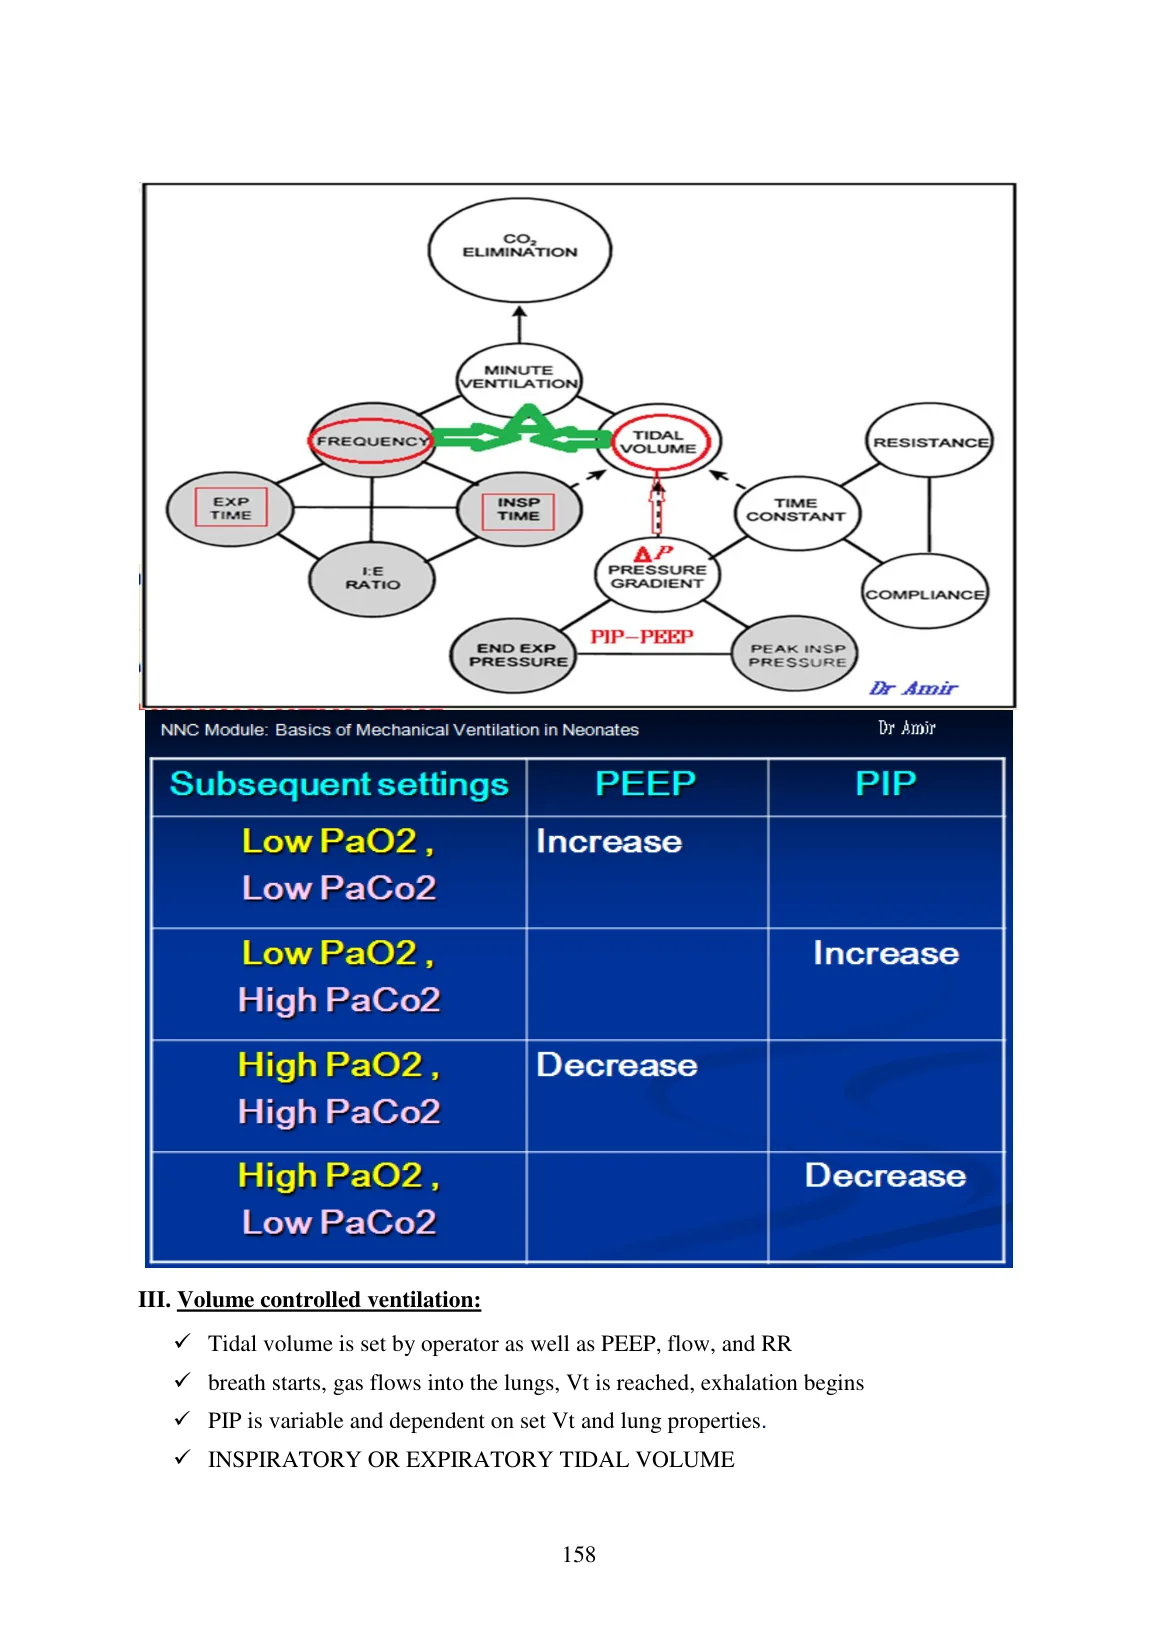 CO2
ELIMINATION
MINUTE
VENTILATION
FREQUENCY
TIDAL
VOLUME
RESISTANCE
EXP
TIME
INSP
TIME
TIME
CONSTANT
I:E
RATIO
ΔP
PRESSURE
GRADIENT
COMPLIANCE
END EXP
PRESSURE
PIP-PEEP
PEAK INSP
PRESSURE
Dr Amir
NNC Module: Basics of Mechanical Ventilation in Neonates
Dr Amir
Subsequent settings PEEP PIP
Low PaO2 , Increase
Low PaCo2
Low PaO2 , Increase
High PaCo2
High PaO2 , Decrease
High PaCo2
High PaO2 , Decrease
Low PaCo2
III. Volume controlled ventilation:
✓ Tidal volume is set by operator as well as PEEP, flow, and RR
✓ breath starts, gas flows into the lungs, Vt is reached, exhalation begins
✓ PIP is variable and dependent on set Vt and lung properties.
✓ INSPIRATORY OR EXPIRATORY TIDAL VOLUME
158